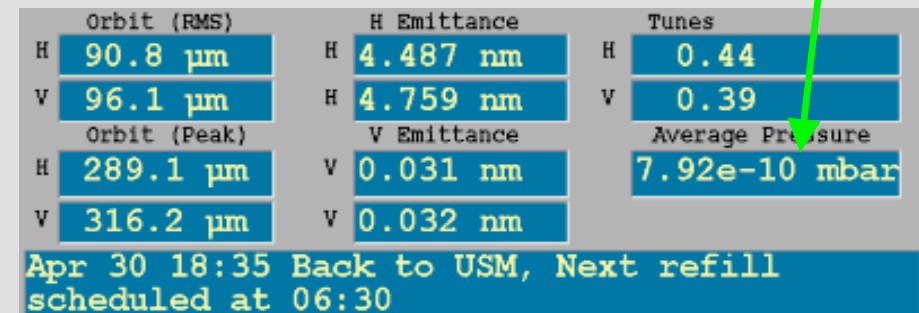 Orbit (RMS) H Emittance Tunes
H 90.8 µm H 4.487 nm H 0.44
V 96.1 µm H 4.759 nm V 0.39
Orbit (Peak) V Emittance Average Pressure
H 289.1 µm V 0.031 nm 7.92e-10 mbar
V 316.2 µm V 0.032 nm
Apr 30 18:35 Back to USM, Next refill
scheduled at 06:30